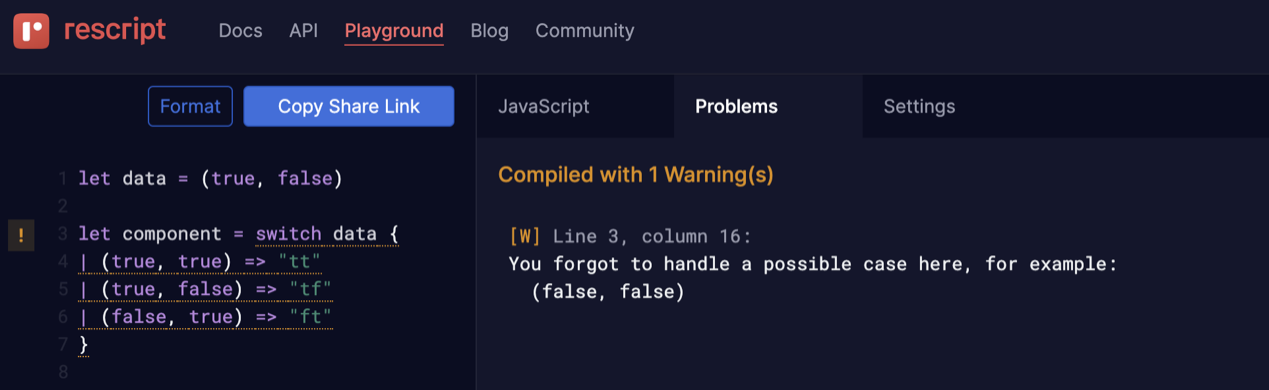 rescript Docs API Playground Blog Community
Format Copy Share Link
1 let data = (true, false)
2
! 3 let component = switch data {
4 | (true, true) => "tt"
5 | (true, false) => "tf"
6 | (false, true) => "ft"
7 }
8
JavaScript Problems Settings
Compiled with 1 Warning(s)
[W] Line 3, column 16:
You forgot to handle a possible case here, for example:
(false, false)